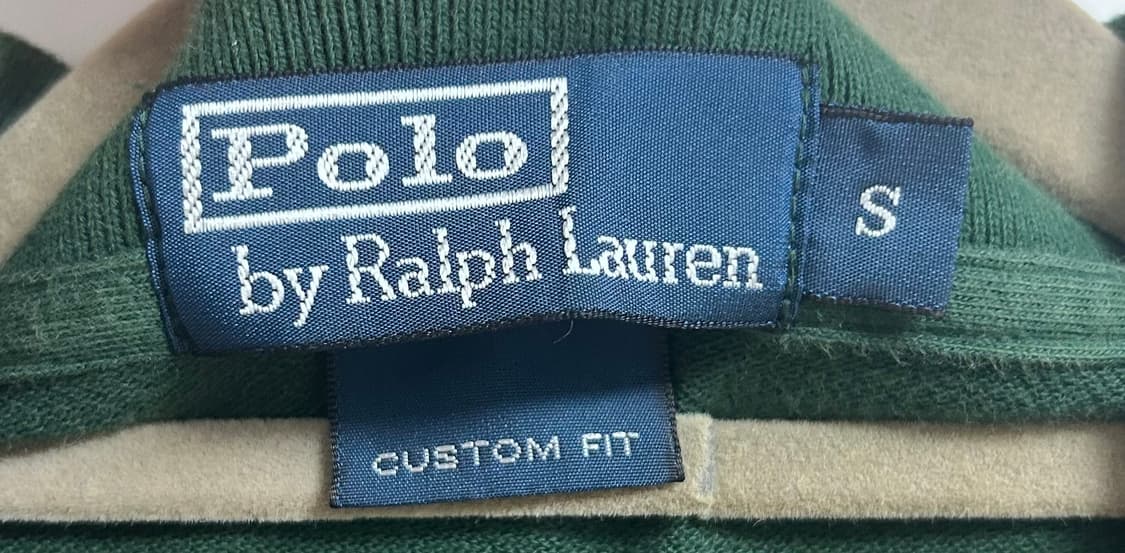 Polo
by Ralph Lauren
S
CUSTOM FIT